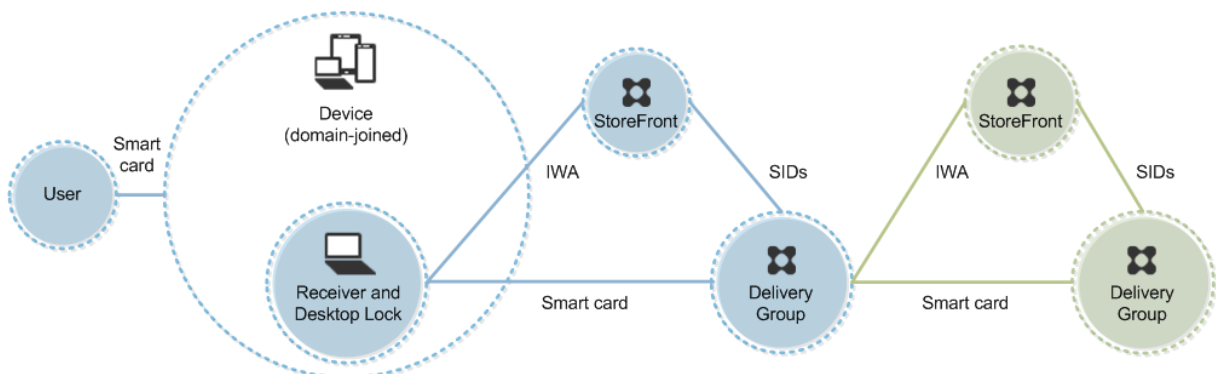 Device
(domain-joined)
Smart
card
User
Receiver and
Desktop Lock
StoreFront
IWA
SIDs
Smart card
Delivery
Group
StoreFront
IWA
SIDs
Smart card
Delivery
Group